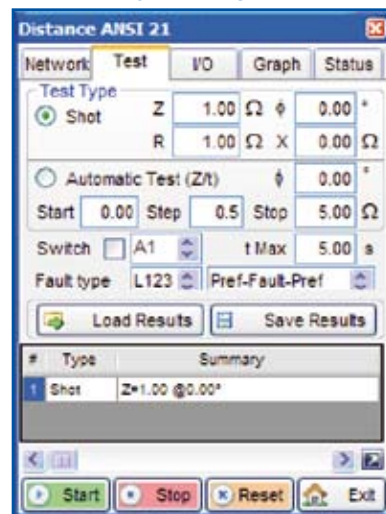 Distance ANSI 21
Network Test I/O Graph Status
Test Type
Shot Z 1.00 Ω ϕ 0.00 °
R 1.00 Ω X 0.00 Ω
Automatic Test (Z/t) ϕ 0.00 °
Start 0.00 Step 0.5 Stop 5.00 Ω
Switch A1 t Max 5.00 s
Fault type L123 Pref-Fault-Pref
Load Results Save Results
# Type Summary
1 Shot Z=1.00 @0.00°
Start Stop Reset Exit